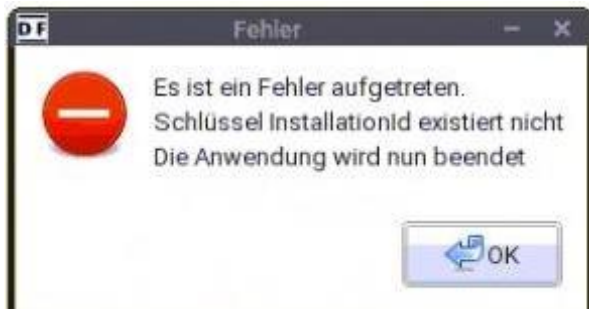 DF
Fehler
Es ist ein Fehler aufgetreten.
Schlüssel InstallationId existiert nicht
Die Anwendung wird nun beendet
OK